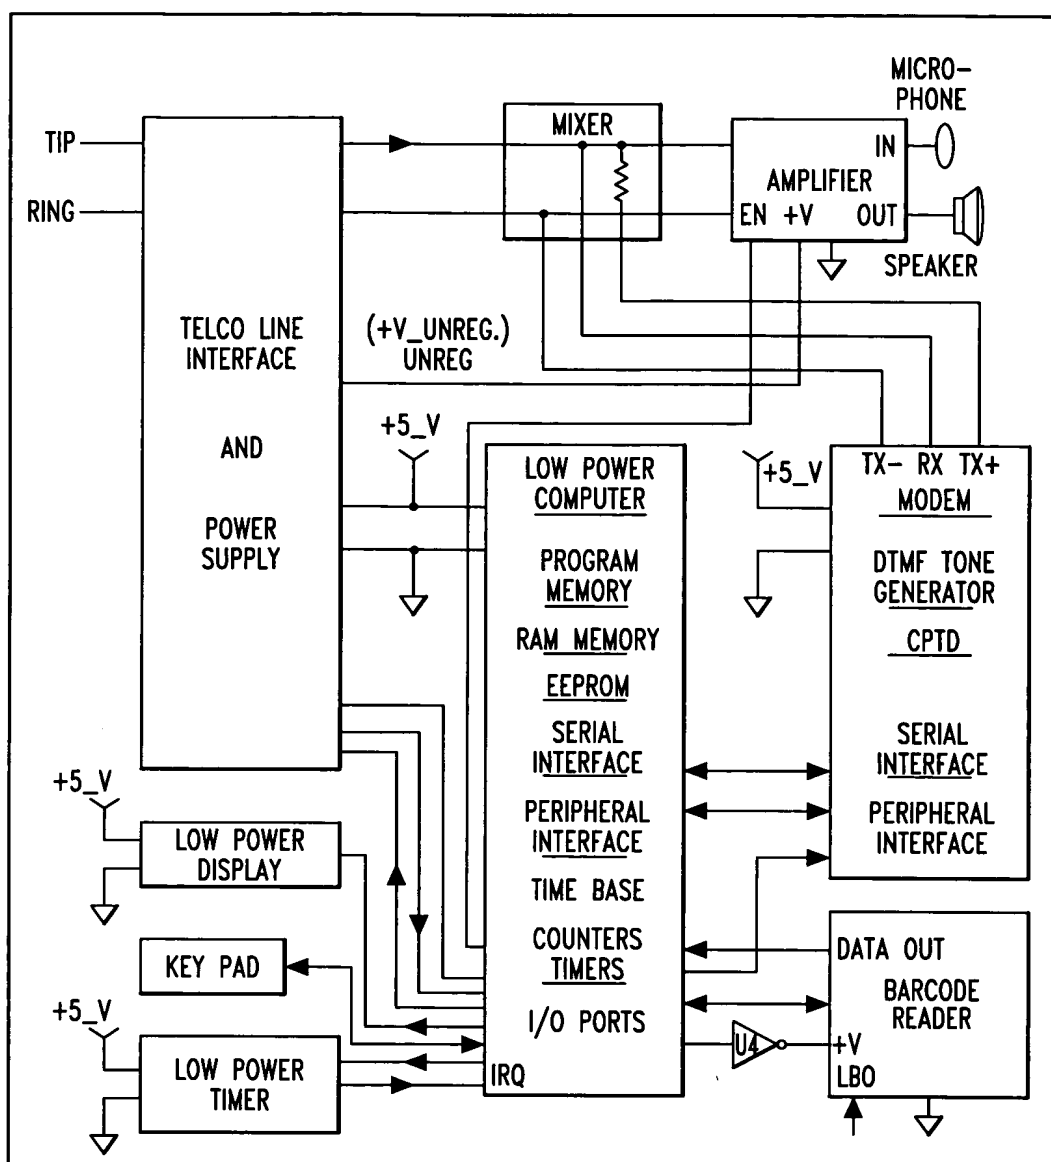 MICRO-
PHONE
TIP
RING
MIXER
IN
AMPLIFIER
EN +V OUT
SPEAKER
TELCO LINE
INTERFACE
AND
POWER
SUPPLY
(+V_UNREG.)
UNREG
+5_V
LOW POWER
COMPUTER
PROGRAM
MEMORY
RAM MEMORY
EEPROM
SERIAL
INTERFACE
PERIPHERAL
INTERFACE
TIME BASE
COUNTERS
TIMERS
I/O PORTS
IRQ
+5_V
TX- RX TX+
MODEM
DTMF TONE
GENERATOR
CPTD
SERIAL
INTERFACE
PERIPHERAL
INTERFACE
+5_V
LOW POWER
DISPLAY
KEY PAD
+5_V
LOW POWER
TIMER
DATA OUT
BARCODE
READER
U4
+V
LBO